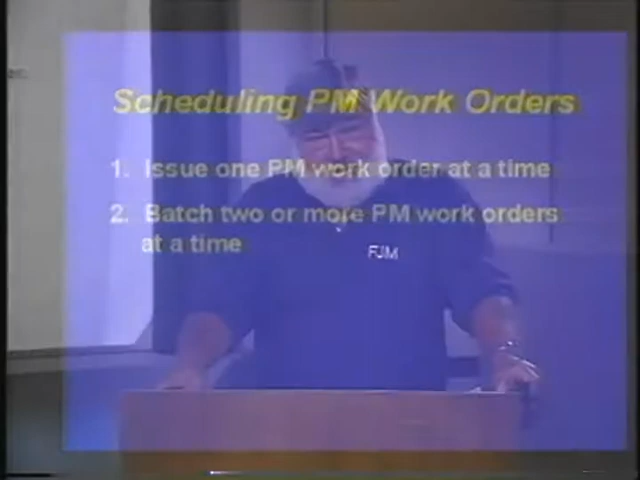 Scheduling PM Work Orders
1. Issue one PM work order at a time
2. Batch two or more PM work orders
at a time
FJM